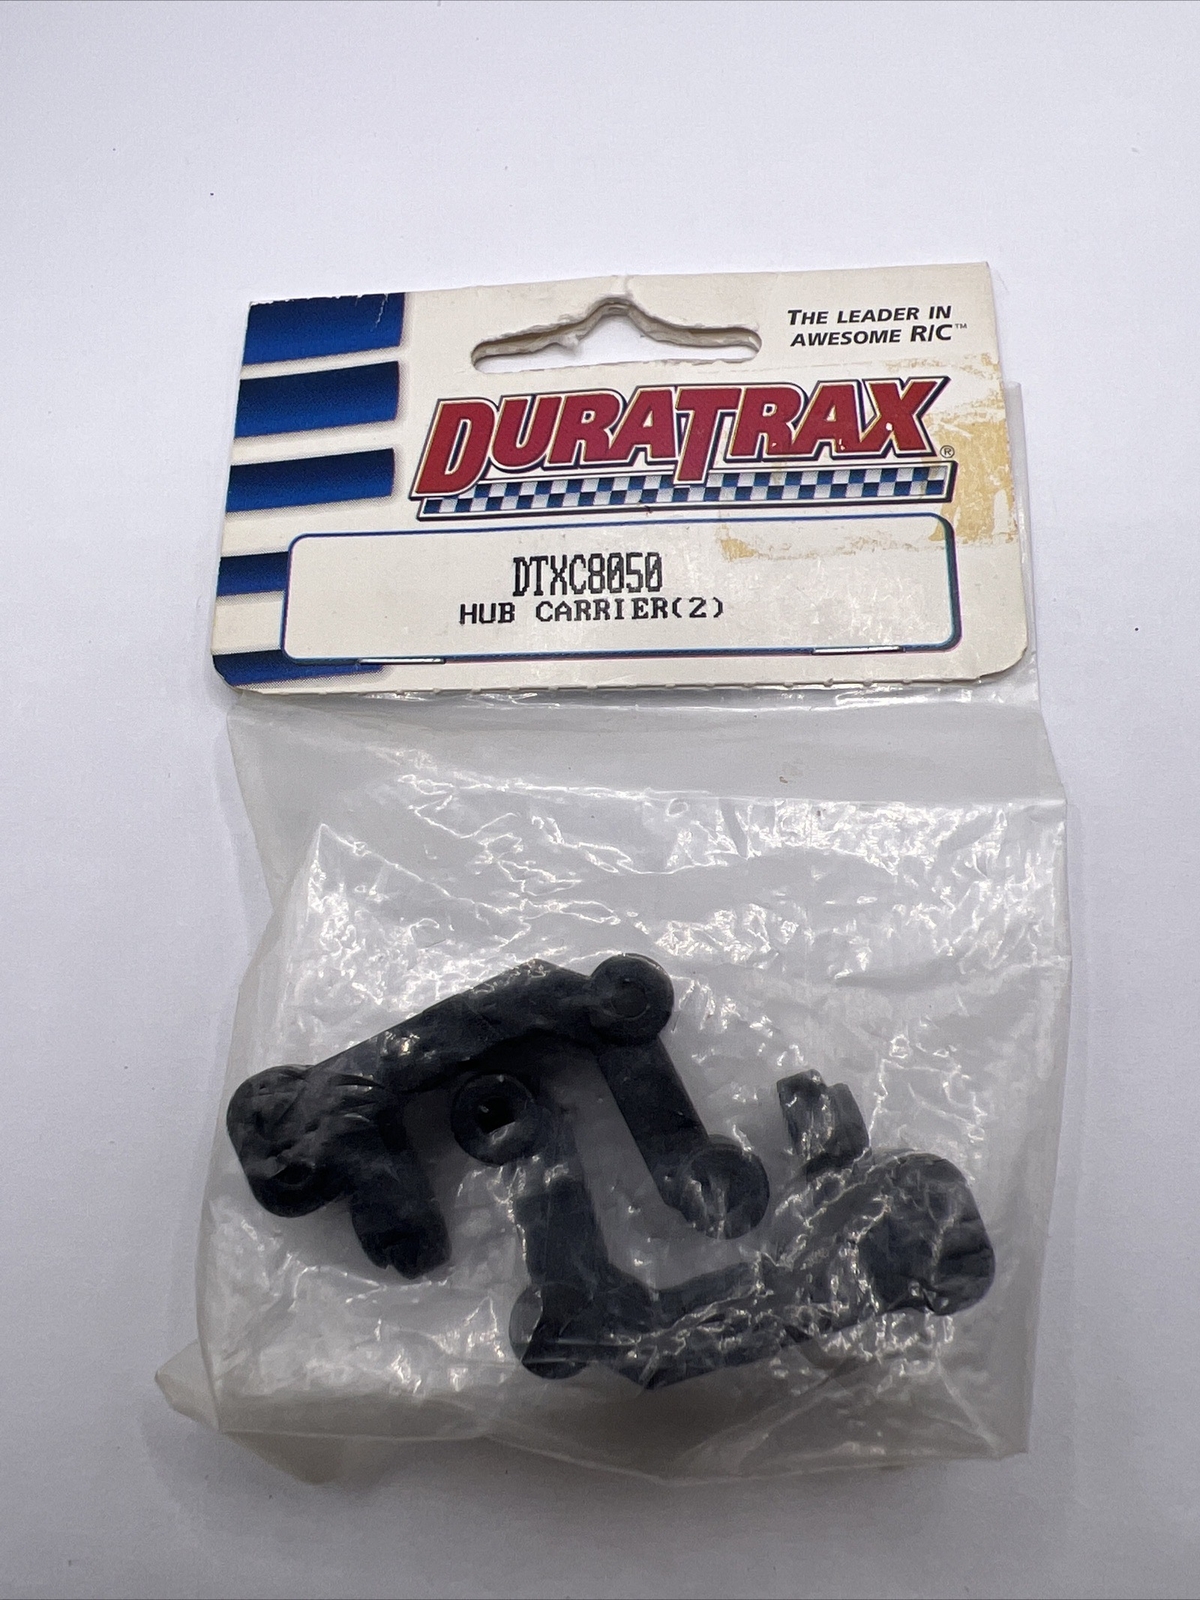 THE LEADER IN
AWESOME R/C™
DURATRAX®
DTXC8050
HUB CARRIER(2)